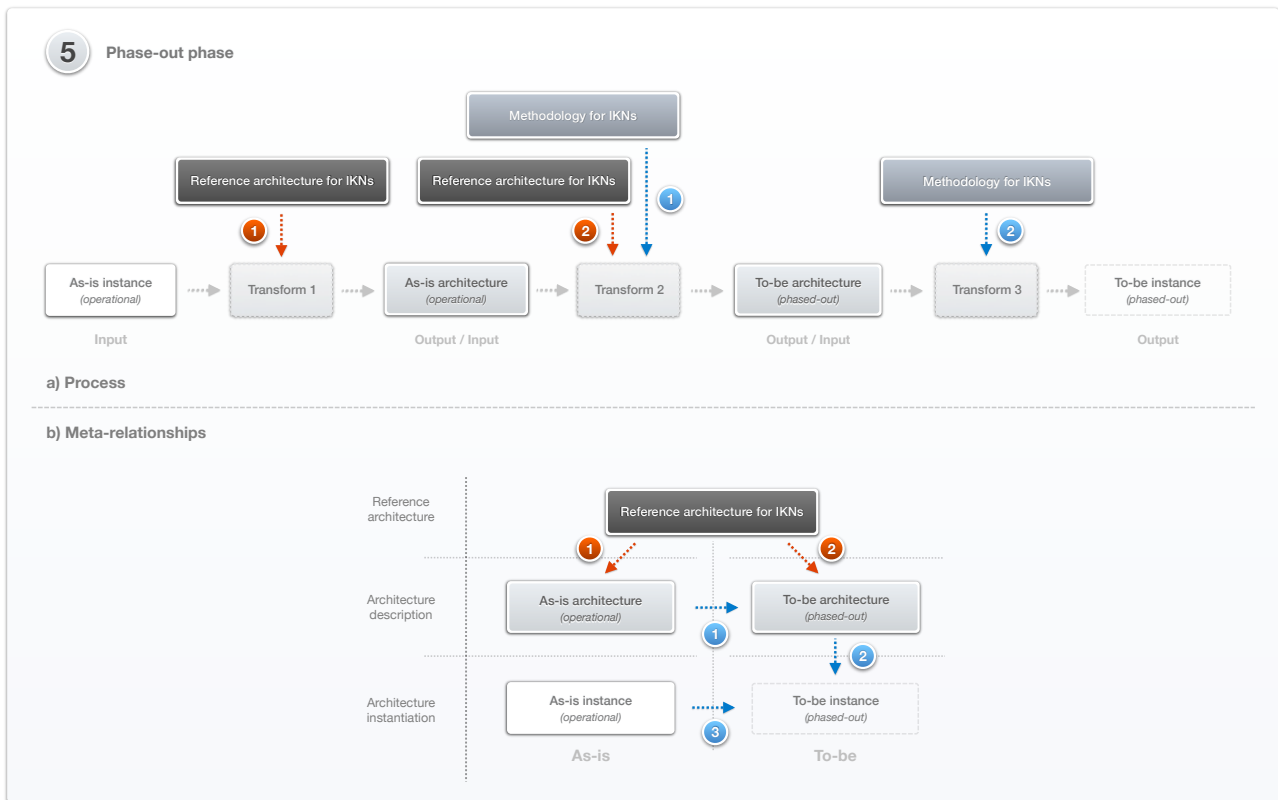 5
Phase-out phase
Methodology for IKNs
Reference architecture for IKNs
Reference architecture for IKNs
Methodology for IKNs
1
2
1
2
As-is instance
(operational)
Transform 1
As-is architecture
(operational)
Transform 2
To-be architecture
(phased-out)
Transform 3
To-be instance
(phased-out)
Input
Output / Input
Output / Input
Output
a) Process
b) Meta-relationships
Reference
architecture
Reference architecture for IKNs
1
2
Architecture
description
As-is architecture
(operational)
1
To-be architecture
(phased-out)
2
Architecture
instantiation
As-is instance
(operational)
3
To-be instance
(phased-out)
As-is
To-be